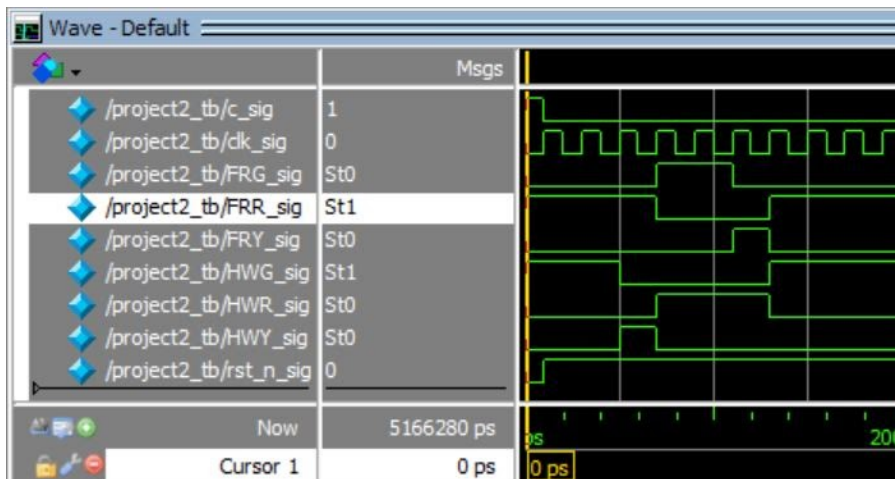 Wave - Default
Msgs
/project2_tb/c_sig 1
/project2_tb/clk_sig 0
/project2_tb/FRG_sig St0
/project2_tb/FRR_sig St1
/project2_tb/FRY_sig St0
/project2_tb/HWG_sig St1
/project2_tb/HWR_sig St0
/project2_tb/HWY_sig St0
/project2_tb/rst_n_sig 0
Now 5166280 ps ps 200
Cursor 1 0 ps 0 ps